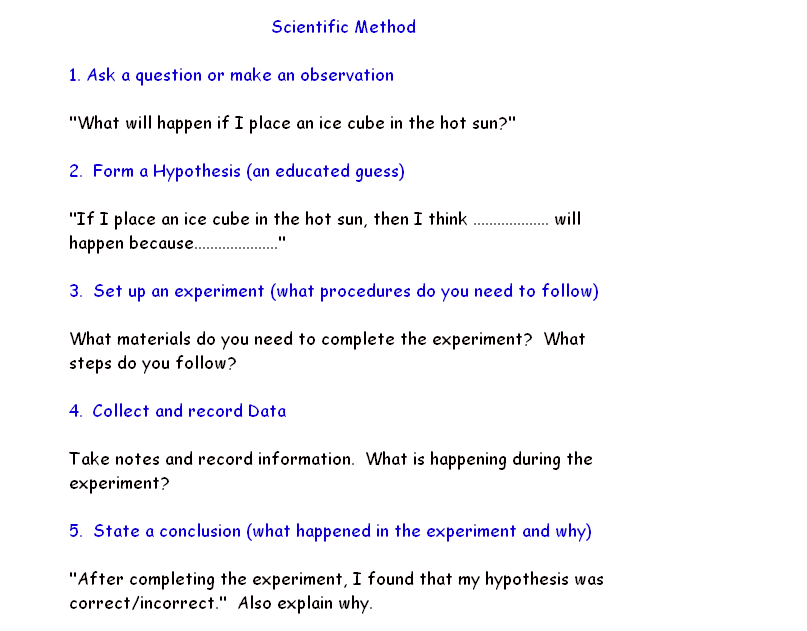 Scientific Method
1. Ask a question or make an observation
"What will happen if I place an ice cube in the hot sun?"
2.  Form a Hypothesis (an educated guess)
"If I place an ice cube in the hot sun, then I think ................... will
happen because....................."
3.  Set up an experiment (what procedures do you need to follow)
What materials do you need to complete the experiment?  What
steps do you follow?
4.  Collect and record Data
Take notes and record information.  What is happening during the
experiment?
5.  State a conclusion (what happened in the experiment and why)
"After completing the experiment, I found that my hypothesis was
correct/incorrect."  Also explain why.